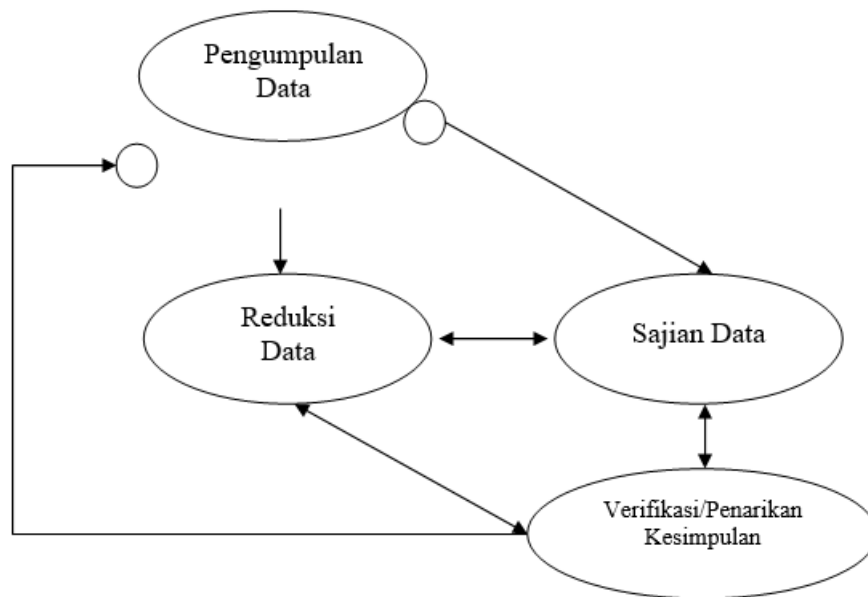 Pengumpulan
Data
Reduksi
Data
Sajian Data
Verifikasi/Penarikan
Kesimpulan